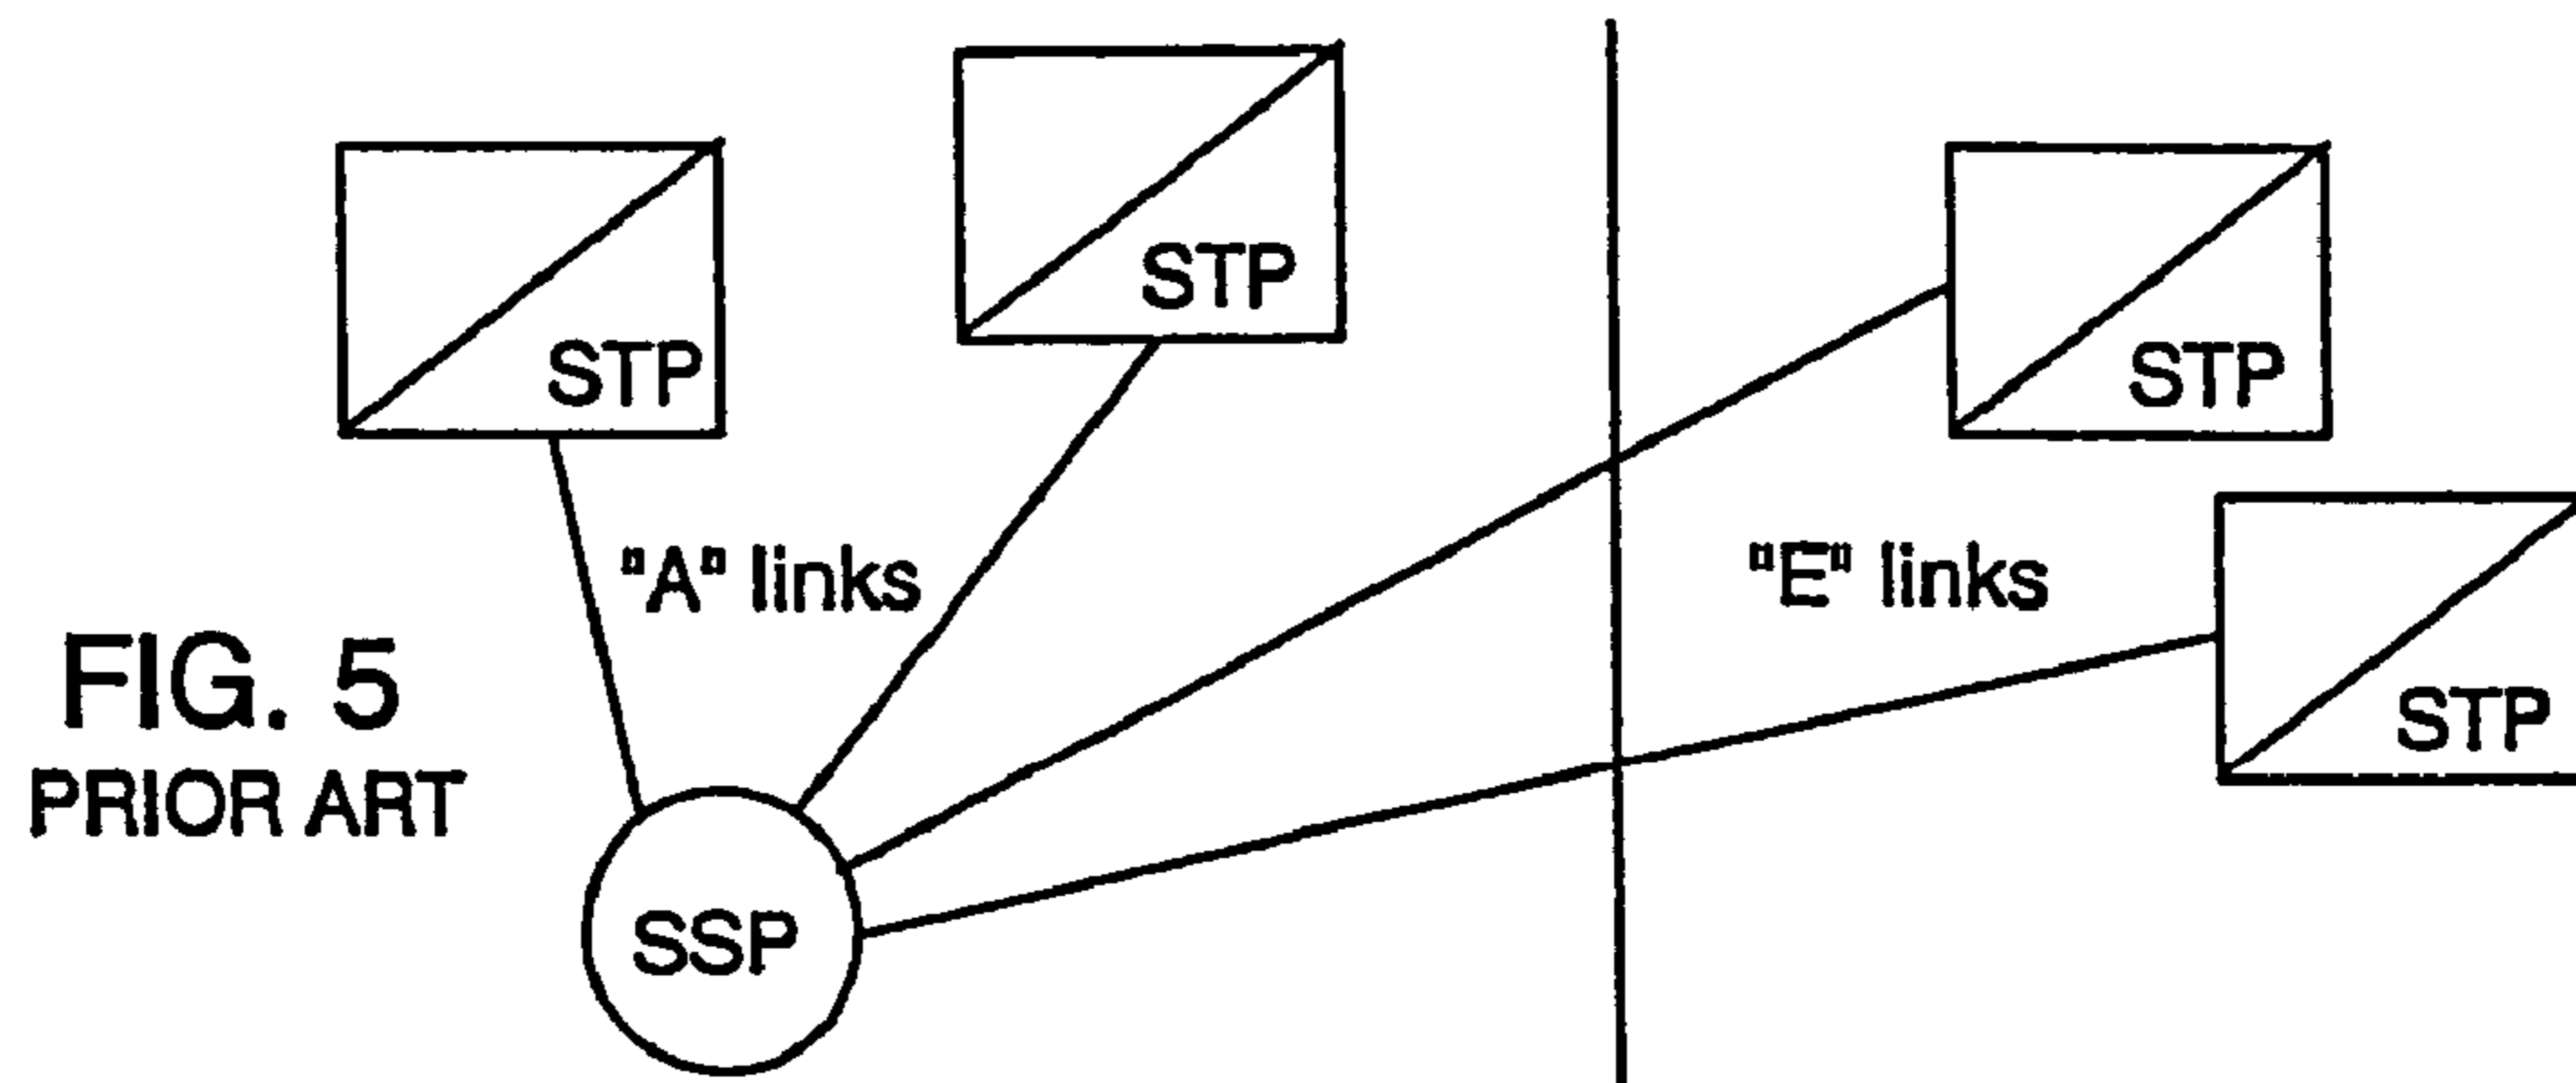 STP
STP
STP
STP
"A" links
"E" links
FIG. 5
PRIOR ART
SSP